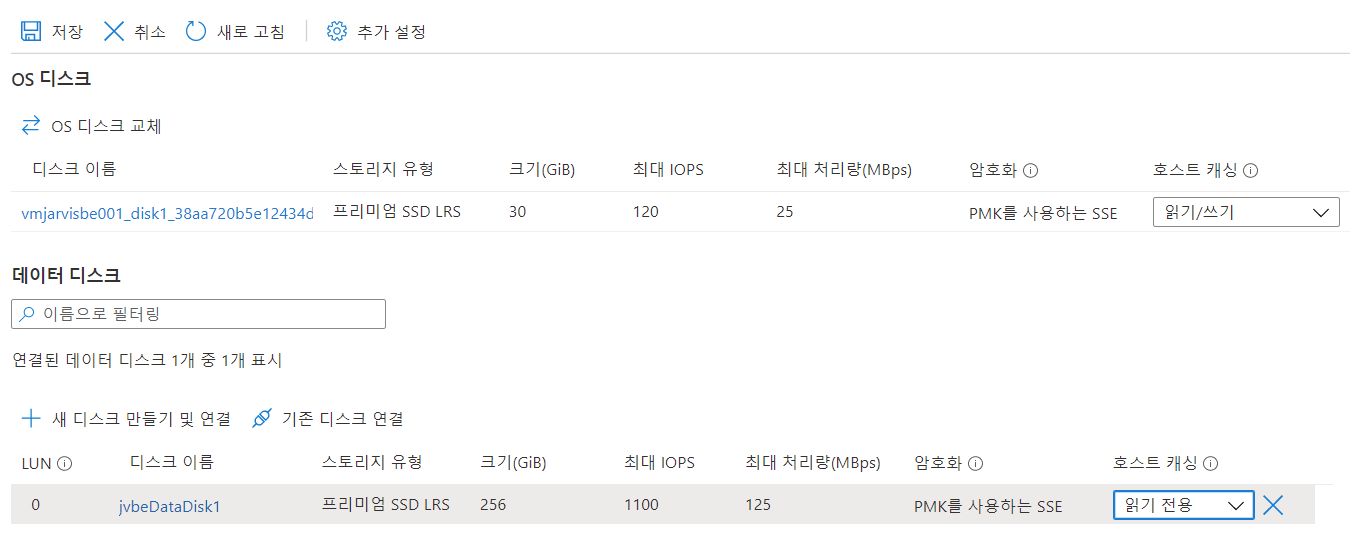 저장 취소 새로 고침 추가 설정
OS 디스크
OS 디스크 교체
디스크 이름 스토리지 유형 크기(GiB) 최대 IOPS 최대 처리량(MBps) 암호화 호스트 캐싱
vmjarvisbe001_disk1_38aa720b5e12434d 프리미엄 SSD LRS 30 120 25 PMK를 사용하는 SSE 읽기/쓰기
데이터 디스크
이름으로 필터링
연결된 데이터 디스크 1개 중 1개 표시
새 디스크 만들기 및 연결 기존 디스크 연결
LUN 디스크 이름 스토리지 유형 크기(GiB) 최대 IOPS 최대 처리량(MBps) 암호화 호스트 캐싱
0 jvbeDataDisk1 프리미엄 SSD LRS 256 1100 125 PMK를 사용하는 SSE 읽기 전용